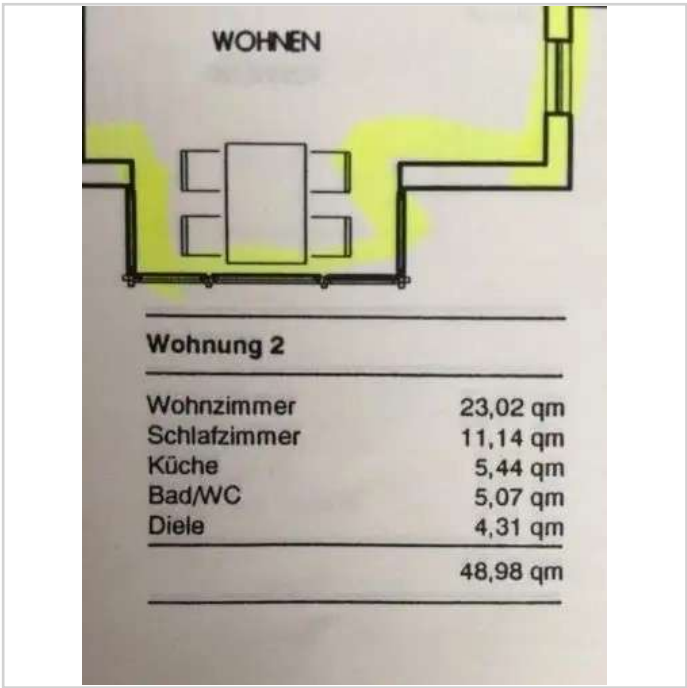 WOHNEN
Wohnung 2
Wohnzimmer 23,02 qm
Schlafzimmer 11,14 qm
Küche 5,44 qm
Bad/WC 5,07 qm
Diele 4,31 qm
48,98 qm